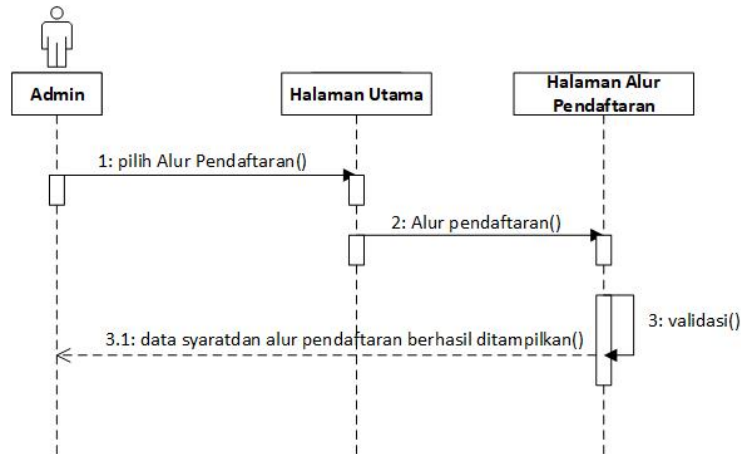 Admin
Halaman Utama
Halaman Alur
Pendaftaran
1: pilih Alur Pendaftaran()
2: Alur pendaftaran()
3: validasi()
3.1: data syaratdan alur pendaftaran berhasil ditampilkan()